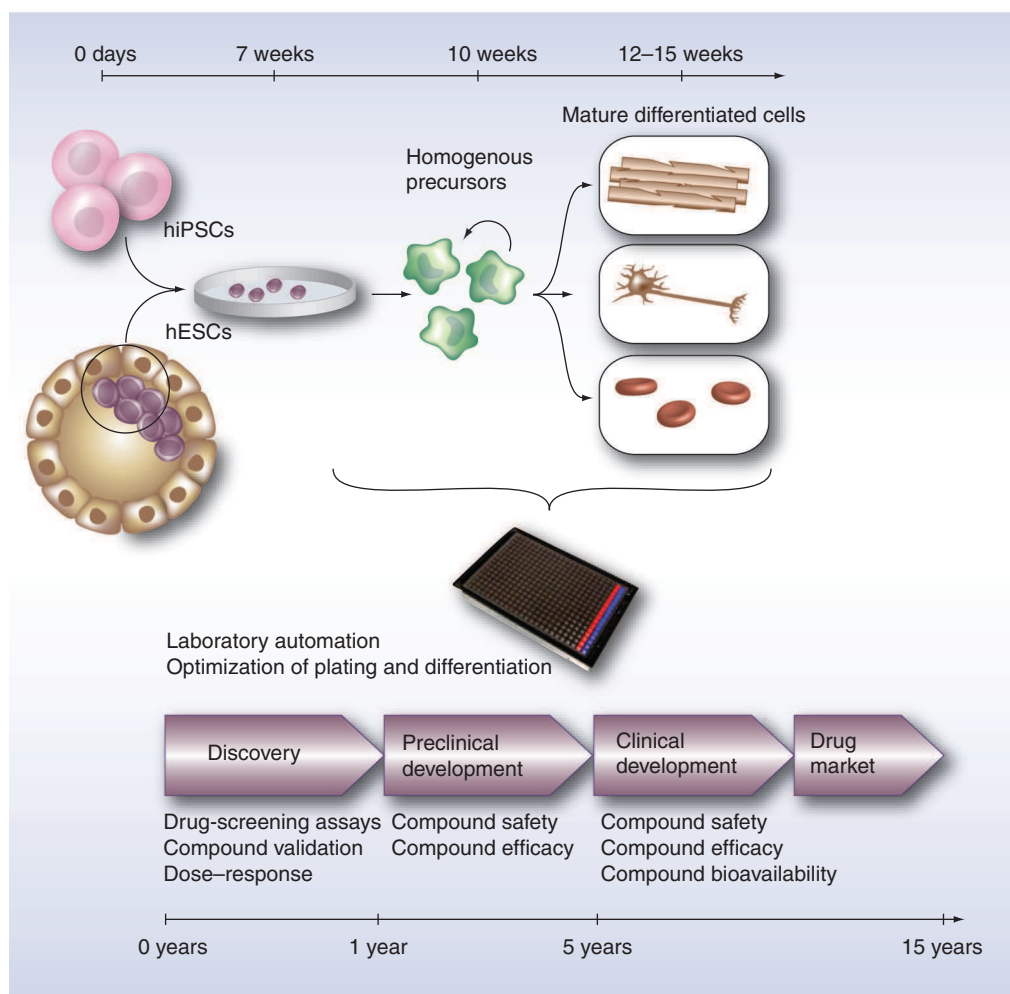 0 days
7 weeks
10 weeks
12–15 weeks
Mature differentiated cells
Homogenous
precursors
hiPSCs
hESCs
Laboratory automation
Optimization of plating and differentiation
Discovery
Preclinical
development
Clinical
development
Drug
market
Drug-screening assays
Compound validation
Dose–response
Compound safety
Compound efficacy
Compound safety
Compound efficacy
Compound bioavailability
0 years
1 year
5 years
15 years